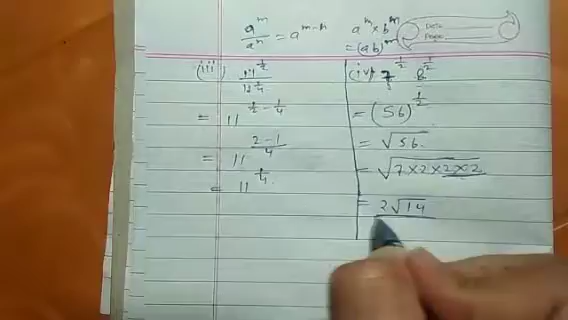 a^m/a^n = a^(m-n)
a^m × b^m = (ab)^m
Date
Page
(iii) 11^(1/2) / 11^(1/4)
= 11^(1/2 - 1/4)
= 11^((2-1)/4)
= 11^(1/4)
(iv) 7^(1/2) . 8^(1/2)
= (56)^(1/2)
= √56.
= √(7×2×2×2)
= 2√14